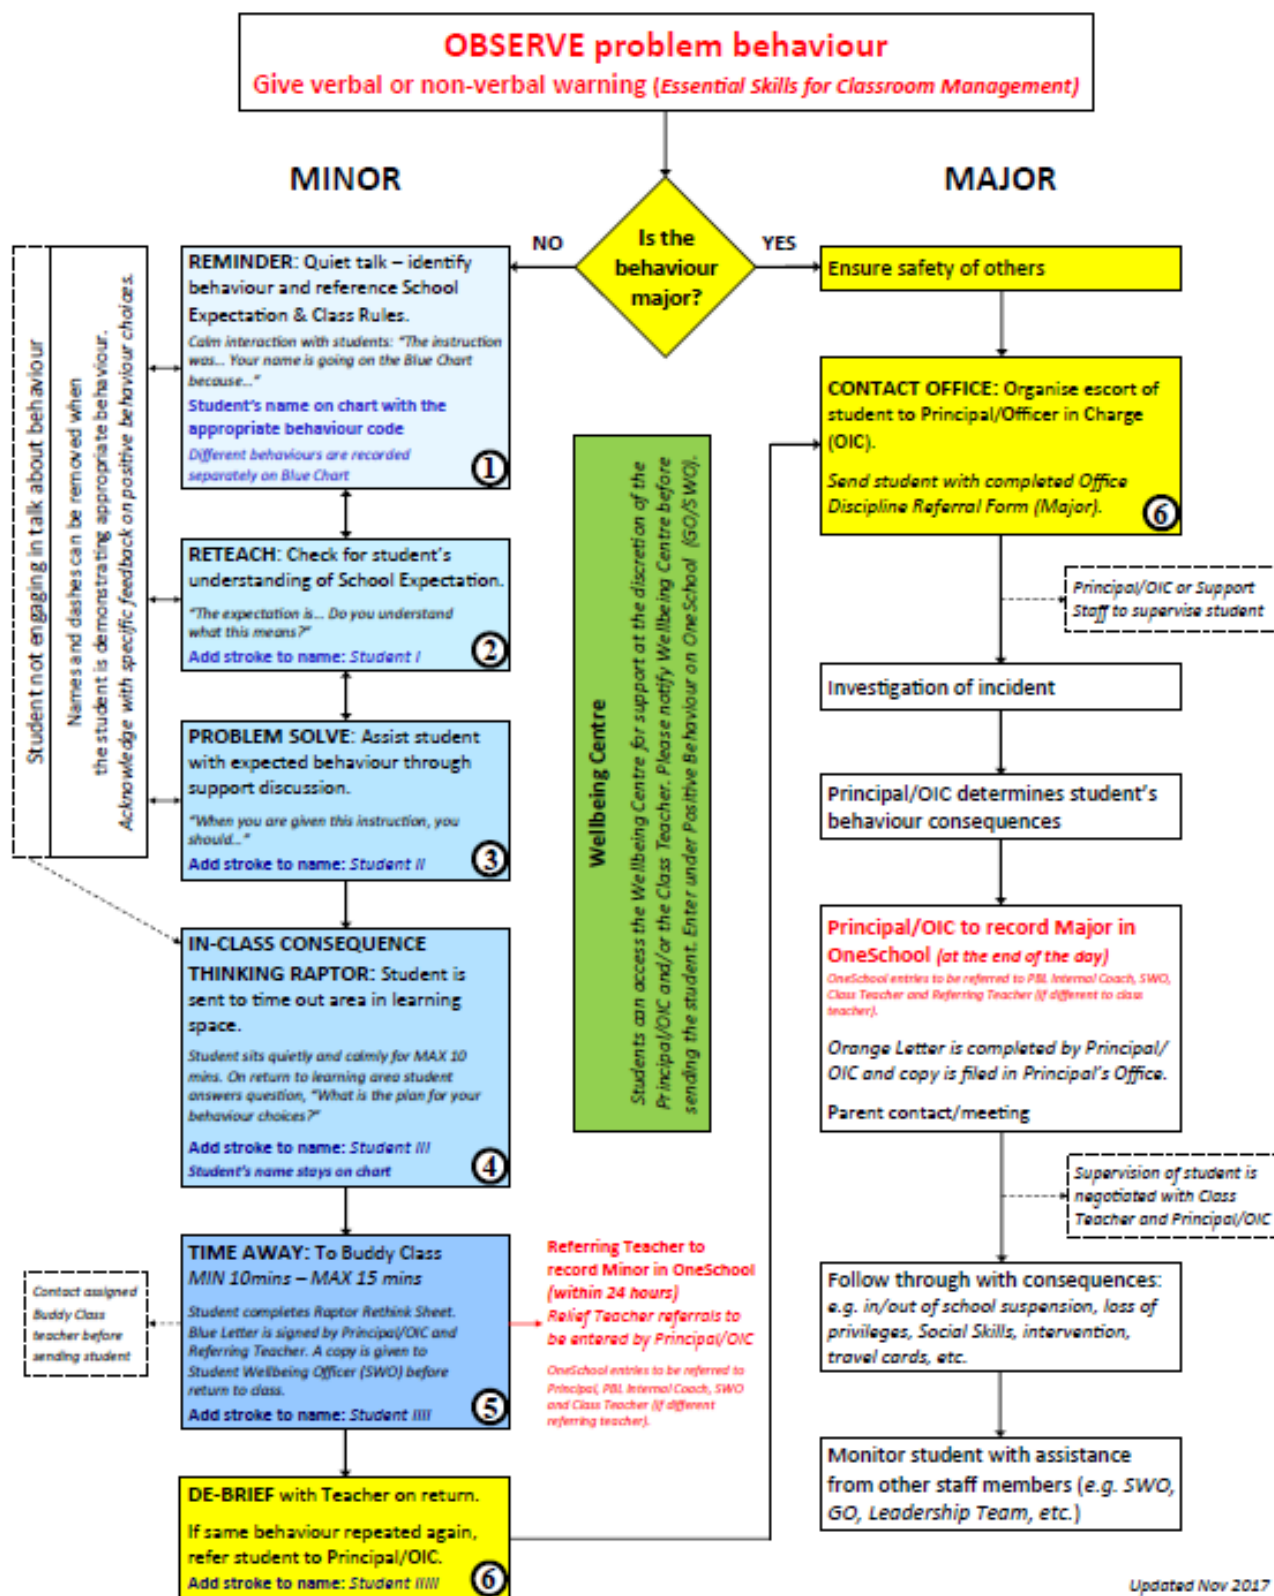 OBSERVE problem behaviour
Give verbal or non-verbal warning (Essential Skills for Classroom Management)
MINOR
MAJOR
Is the
behaviour
major?
NO
YES
Student not engaging in talk about behaviour
Names and dashes can be removed when
the student is demonstrating appropriate behaviour.
Acknowledge with specific feedback on positive behaviour choices.
REMINDER: Quiet talk – identify
behaviour and reference School
Expectation & Class Rules.
Calm interaction with students: “The instruction
was... Your name is going on the Blue Chart
because...”
Student’s name on chart with the
appropriate behaviour code
Different behaviours are recorded
separately on Blue Chart
1
RETEACH: Check for student’s
understanding of School Expectation.
“The expectation is... Do you understand
what this means?”
Add stroke to name: Student I
2
PROBLEM SOLVE: Assist student
with expected behaviour through
support discussion.
“When you are given this instruction, you
should...”
Add stroke to name: Student II
3
IN-CLASS CONSEQUENCE
THINKING RAPTOR: Student is
sent to time out area in learning
space.
Student sits quietly and calmly for MAX 10
mins. On return to learning area student
answers question, “What is the plan for your
behaviour choices?”
Add stroke to name: Student III
Student’s name stays on chart
4
TIME AWAY: To Buddy Class
MIN 10mins – MAX 15 mins
Student completes Raptor Rethink Sheet.
Blue Letter is signed by Principal/OIC and
Referring Teacher. A copy is given to
Student Wellbeing Officer (SWO) before
return to class.
Add stroke to name: Student IIII
5
Contact assigned
Buddy Class
teacher before
sending student
Referring Teacher to
record Minor in OneSchool
(within 24 hours)
Relief Teacher referrals to
be entered by Principal/OIC
OneSchool entries to be referred to
Principal, PBL Internal Coach, SWO
and Class Teacher (if different
referring teacher).
DE-BRIEF with Teacher on return.
If same behaviour repeated again,
refer student to Principal/OIC.
Add stroke to name: Student IIIII
6
Wellbeing Centre
Students can access the Wellbeing Centre for support at the discretion of the
Principal/OIC and/or the Class Teacher. Please notify Wellbeing Centre before
sending the student. Enter under Positive Behaviour on OneSchool (GO/SWO).
Ensure safety of others
CONTACT OFFICE: Organise escort of
student to Principal/Officer in Charge
(OIC).
Send student with completed Office
Discipline Referral Form (Major).
6
Principal/OIC or Support
Staff to supervise student
Investigation of incident
Principal/OIC determines student’s
behaviour consequences
Principal/OIC to record Major in
OneSchool (at the end of the day)
OneSchool entries to be referred to PBL Internal Coach, SWO,
Class Teacher and Referring Teacher (if different to class
teacher).
Orange Letter is completed by Principal/
OIC and copy is filed in Principal’s Office.
Parent contact/meeting
Supervision of student is
negotiated with Class
Teacher and Principal/OIC
Follow through with consequences:
e.g. in/out of school suspension, loss of
privileges, Social Skills, intervention,
travel cards, etc.
Monitor student with assistance
from other staff members (e.g. SWO,
GO, Leadership Team, etc.)
Updated Nov 2017